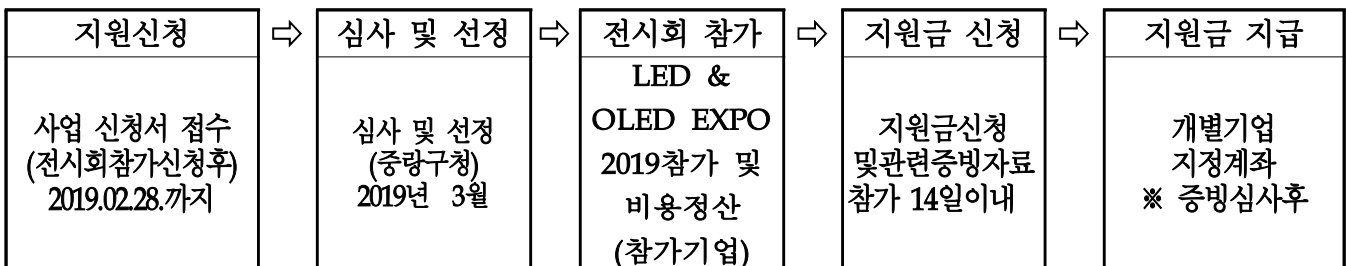 지원신청
⇨
심사 및 선정
⇨
전시회 참가
⇨
지원금 신청
⇨
지원금 지급
사업 신청서 접수
(전시회참가신청후)
2019.02.28.까지
심사 및 선정
(중랑구청)
2019년 3월
LED &
OLED EXPO
2019참가 및
비용정산
(참가기업)
지원금신청
및관련증빙자료
참가 14일이내
개별기업
지정계좌
※ 증빙심사후